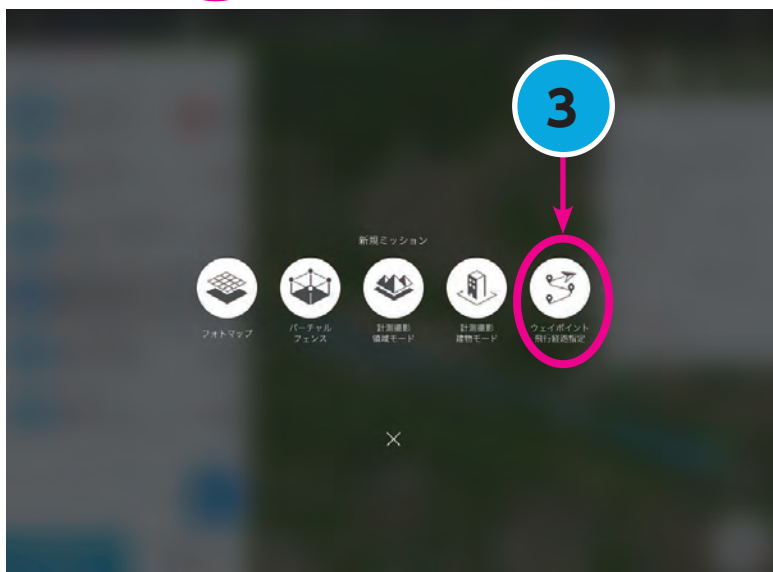 3
新規ミッション
フォトマップ
バーチャル
フェンス
計測撮影
領域モード
計測撮影
建物モード
ウェイポイント
飛行経路指定